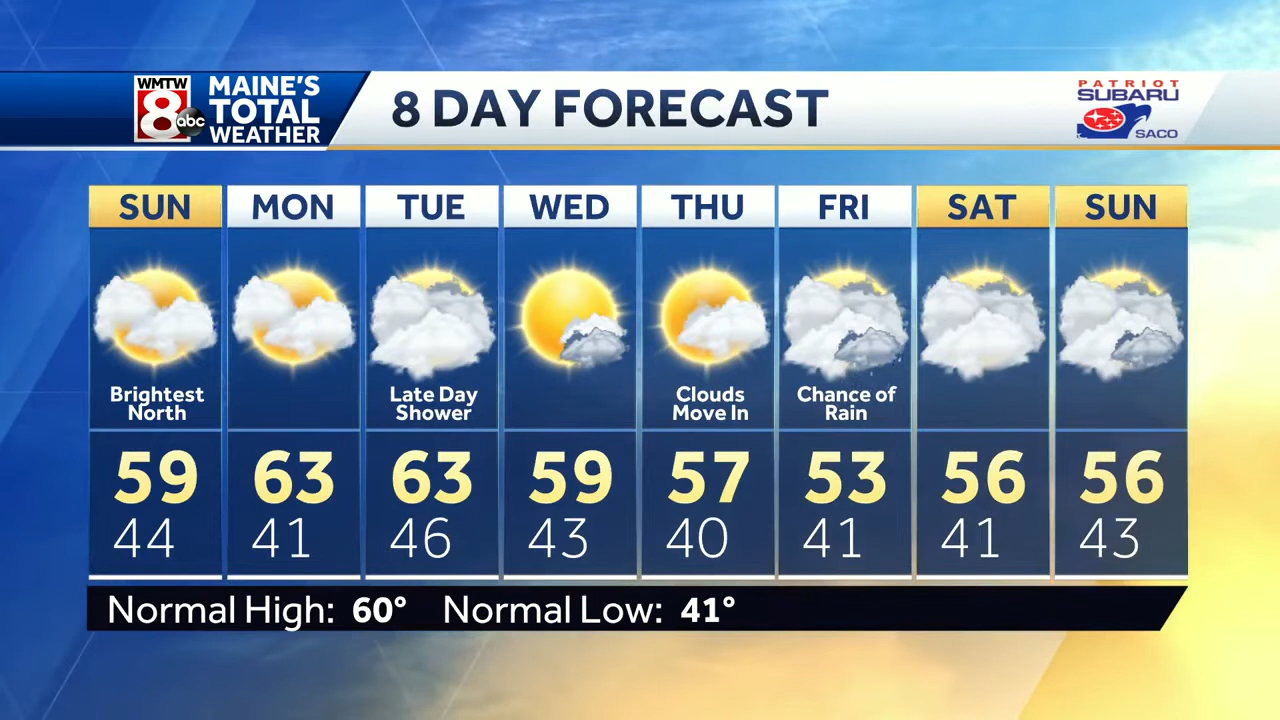 WMTW
8
abc
MAINE'S
TOTAL
WEATHER
8 DAY FORECAST
PATRIOT
SUBARU
SACO
SUN MON TUE WED THU FRI SAT SUN
Brightest
North
Late Day
Shower
Clouds
Move In
Chance of
Rain
59 63 63 59 57 53 56 56
44 41 46 43 40 41 41 43
Normal High: 60° Normal Low: 41°